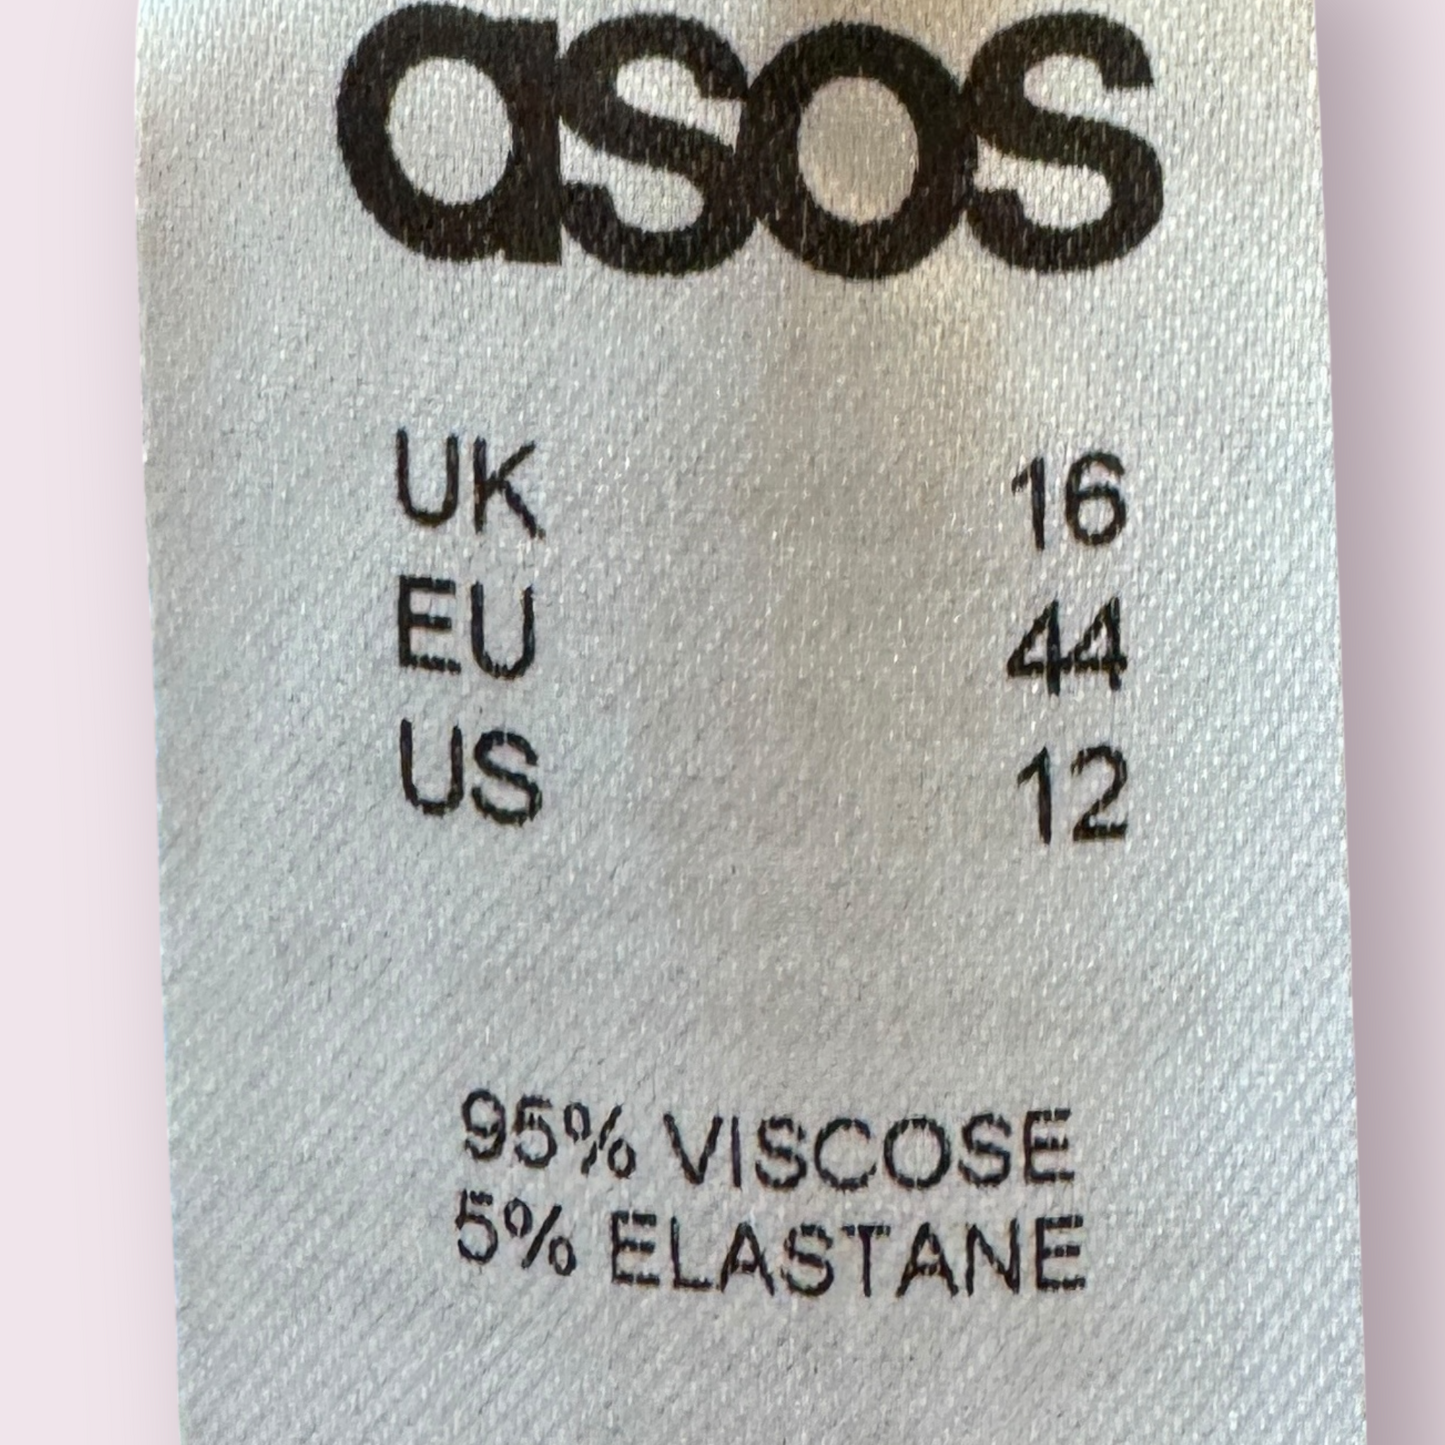 asos
UK 16
EU 44
US 12
95% VISCOSE
5% ELASTANE